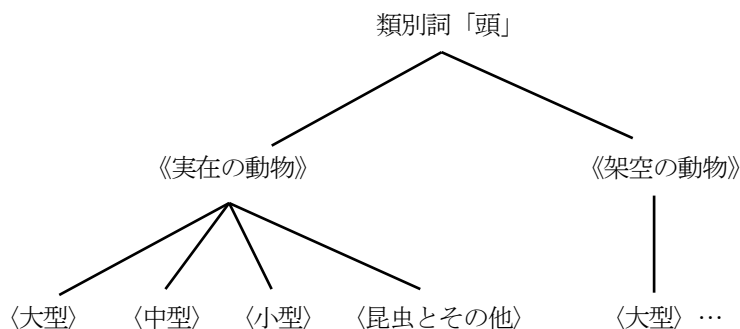 類別詞「頭」
《実在の動物》 《架空の動物》
〈大型〉 〈中型〉 〈小型〉 〈昆虫とその他〉 〈大型〉…